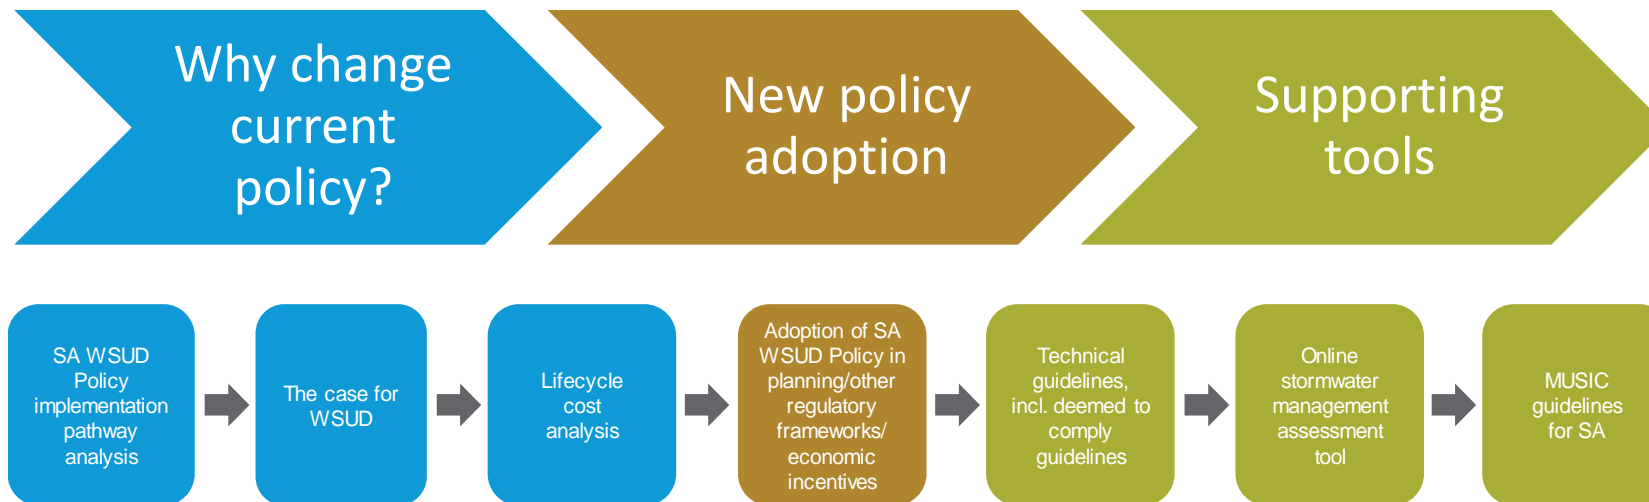 Why change
current
policy?
New policy
adoption
Supporting
tools
SA WSUD
Policy
implementation
pathway
analysis
The case for
WSUD
Lifecycle
cost
analysis
Adoption of SA
WSUD Policy in
planning/other
regulatory
frameworks/
economic
incentives
Technical
guidelines,
incl. deemed to
comply
guidelines
Online
stormwater
management
assessment
tool
MUSIC
guidelines
for SA